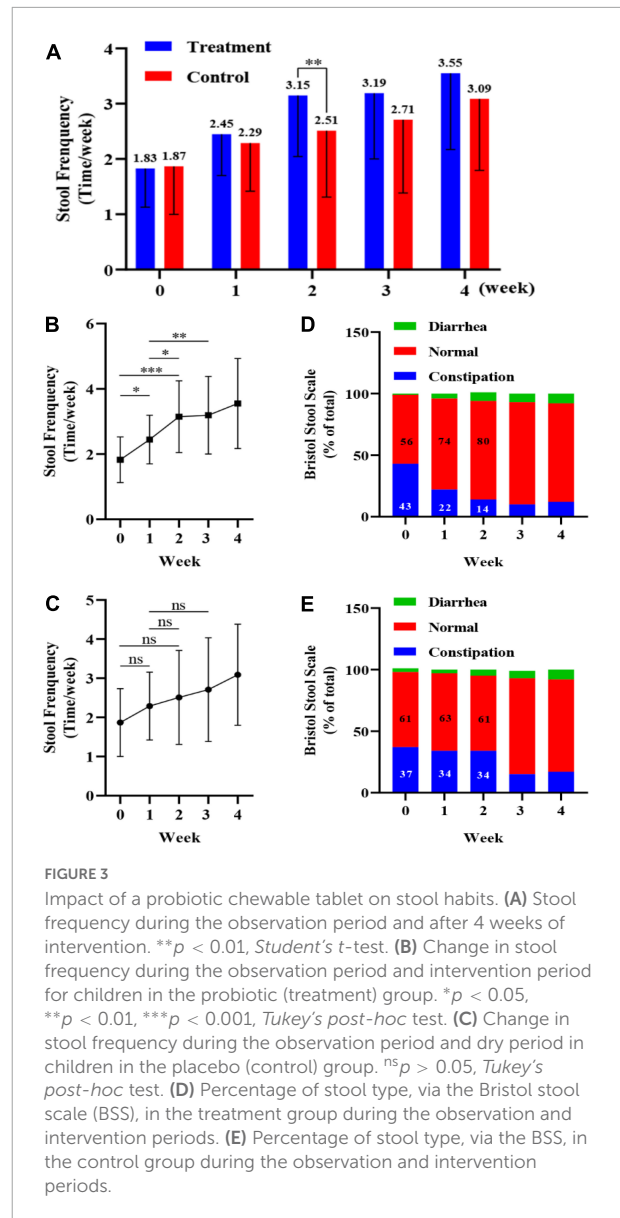 A
Treatment
Control
Stool Frenquency
(Time/week)
4
3
2
1
0
1.83
1.87
2.45
2.29
3.15
**
2.51
3.19
2.71
3.55
3.09
0 1 2 3 4 (week)
B
Stool Frenquency
(Time/week)
6
4
2
0
**
*
***
*
0 1 2 3 4
Week
D
Bristol Stool Scale
(% of total)
150
100
50
0
Diarrhea
Normal
Constipation
56 74 80
43 22 14
0 1 2 3 4
Week
C
Stool Frenquency
(Time/week)
5
4
3
2
1
0
ns
ns
ns
ns
0 1 2 3 4
Week
E
Bristol Stool Scale
(% of total)
150
100
50
0
Diarrhea
Normal
Constipation
61 63 61
37 34 34
0 1 2 3 4
Week
FIGURE 3
Impact of a probiotic chewable tablet on stool habits. (A) Stool
frequency during the observation period and after 4 weeks of
intervention. **p < 0.01, Student's t-test. (B) Change in stool
frequency during the observation period and intervention period
for children in the probiotic (treatment) group. *p < 0.05,
**p < 0.01, ***p < 0.001, Tukey's post-hoc test. (C) Change in
stool frequency during the observation period and dry period in
children in the placebo (control) group. nsp > 0.05, Tukey's
post-hoc test. (D) Percentage of stool type, via the Bristol stool
scale (BSS), in the treatment group during the observation and
intervention periods. (E) Percentage of stool type, via the BSS, in
the control group during the observation and intervention
periods.